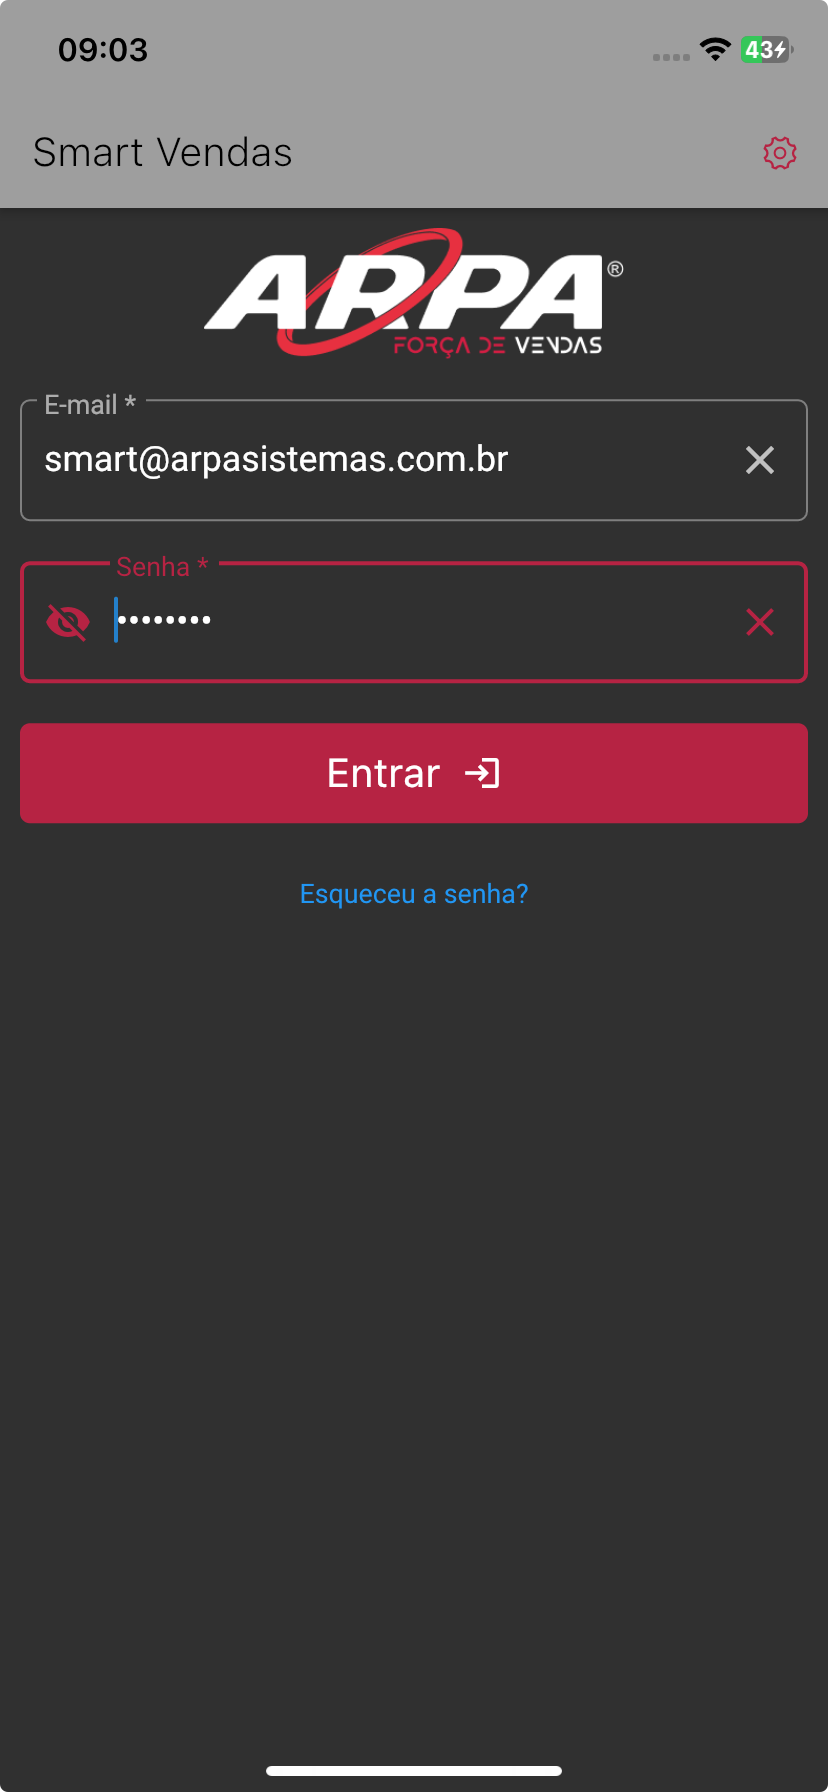 09:03
43
Smart Vendas
ARPA®
FORÇA DE VENDAS
E-mail *
smart@arpasistemas.com.br
Senha *
••••••••
Entrar
Esqueceu a senha?